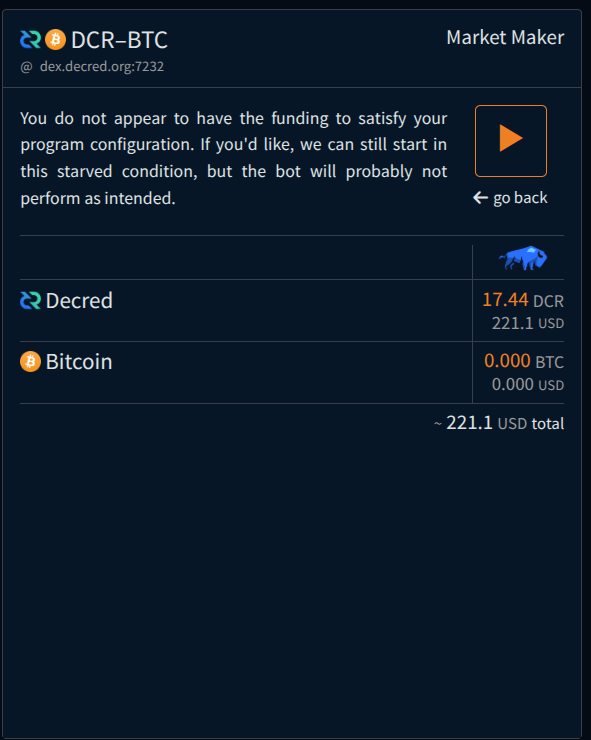 DCR–BTC
Market Maker
@ dex.decred.org:7232
You do not appear to have the funding to satisfy your
program configuration. If you'd like, we can still start in
this starved condition, but the bot will probably not
perform as intended.
go back
Decred
17.44 DCR
221.1 USD
Bitcoin
0.000 BTC
0.000 USD
~ 221.1 USD total